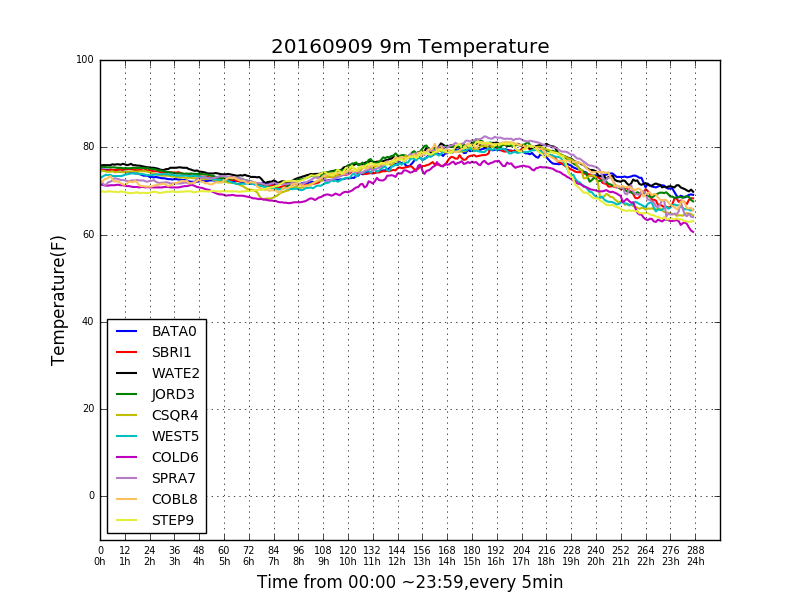 20160909 9m Temperature
100
80
60
40
20
0
Temperature(F)
BATA0
SBRI1
WATE2
JORD3
CSQR4
WEST5
COLD6
SPRA7
COBL8
STEP9
0 12 24 36 48 60 72 84 96 108 120 132 144 156 168 180 192 204 216 228 240 252 264 276 288
0h 1h 2h 3h 4h 5h 6h 7h 8h 9h 10h 11h 12h 13h 14h 15h 16h 17h 18h 19h 20h 21h 22h 23h 24h
Time from 00:00 ~23:59,every 5min